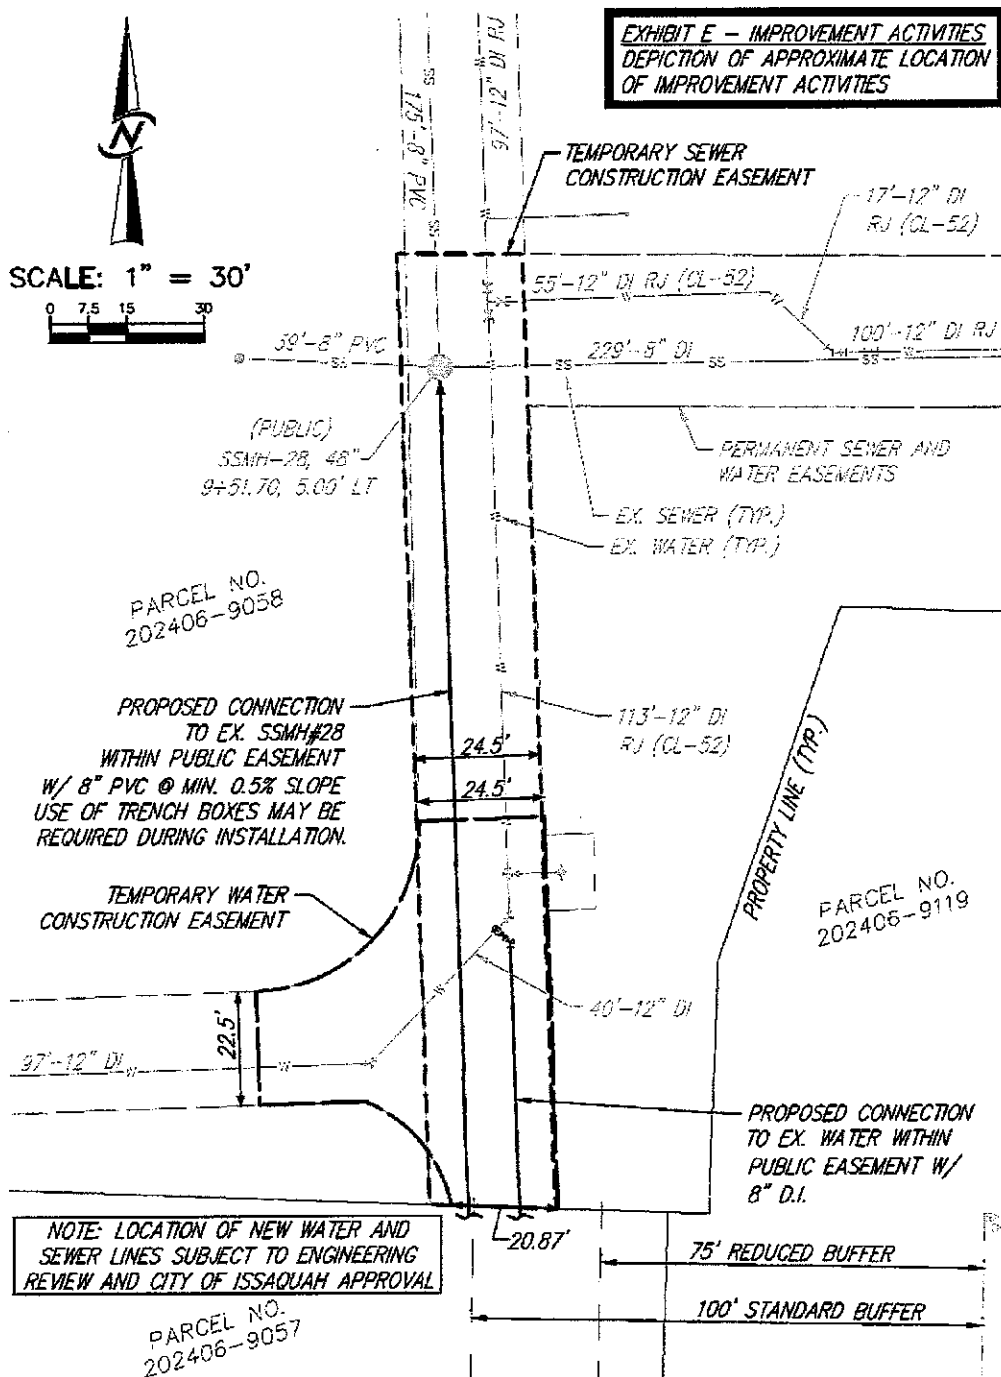 EXHIBIT E - IMPROVEMENT ACTIVITIES
DEPICTION OF APPROXIMATE LOCATION
OF IMPROVEMENT ACTIVITIES
N
SCALE: 1" = 30'
0 7.5 15 30
175'-8" PVC
97'-12" DI RJ
SS
W
TEMPORARY SEWER
CONSTRUCTION EASEMENT
17'-12" DI
RJ (CL-52)
55'-12" DI RJ (CL-52)
39'-8" PVC
229'-8" DI
100'-12" DI RJ
(PUBLIC)
SSMH-28, 48"
9+51.70, 5.00' LT
PERMANENT SEWER AND
WATER EASEMENTS
EX. SEWER (TYP.)
EX. WATER (TYP.)
PARCEL NO.
202406-9058
PROPOSED CONNECTION
TO EX. SSMH#28
WITHIN PUBLIC EASEMENT
W/ 8" PVC @ MIN. 0.5% SLOPE
USE OF TRENCH BOXES MAY BE
REQUIRED DURING INSTALLATION.
113'-12" DI
RJ (CL-52)
24.5'
24.5'
PROPERTY LINE (TYP.)
TEMPORARY WATER
CONSTRUCTION EASEMENT
PARCEL NO.
202406-9119
22.5'
40'-12" DI
97'-12" DI
PROPOSED CONNECTION
TO EX. WATER WITHIN
PUBLIC EASEMENT W/
8" D.I.
NOTE: LOCATION OF NEW WATER AND
SEWER LINES SUBJECT TO ENGINEERING
REVIEW AND CITY OF ISSAQUAH APPROVAL
20.87'
75' REDUCED BUFFER
100' STANDARD BUFFER
PARCEL NO.
202406-9057